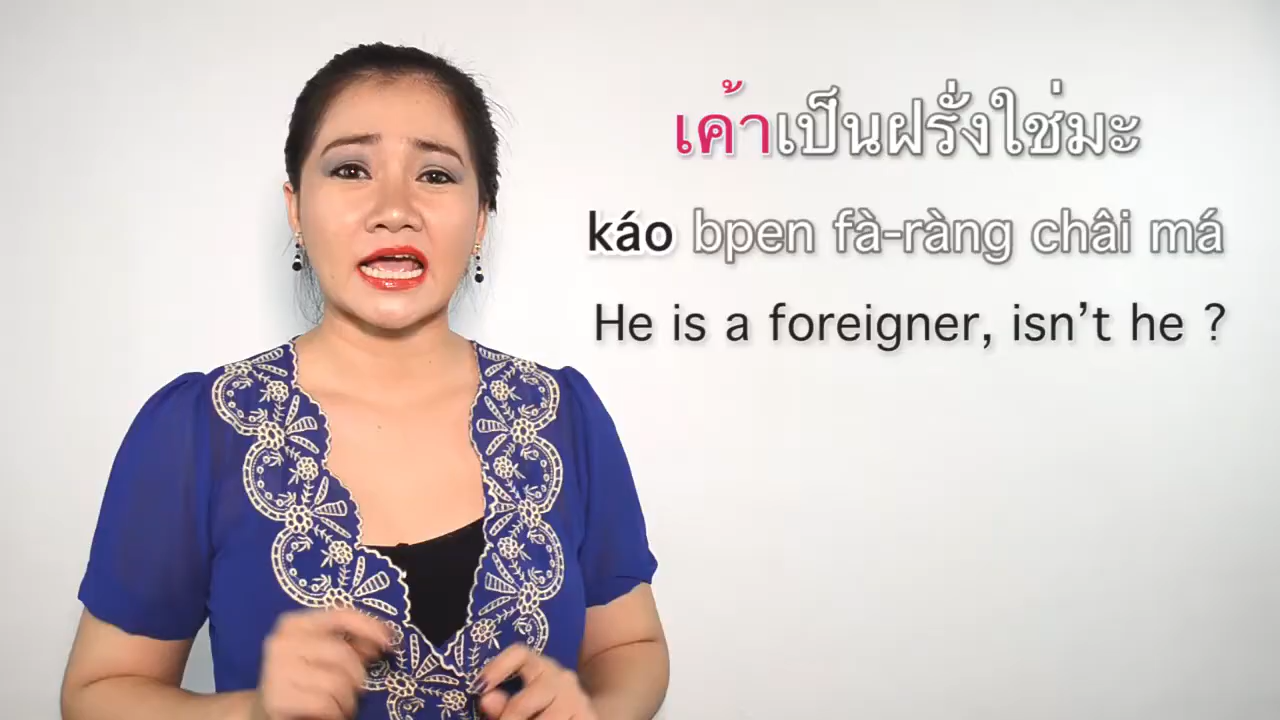 เค้าเป็นฝรั่งใช่มะ
káo bpen fà-ràng châi má
He is a foreigner, isn’t he ?